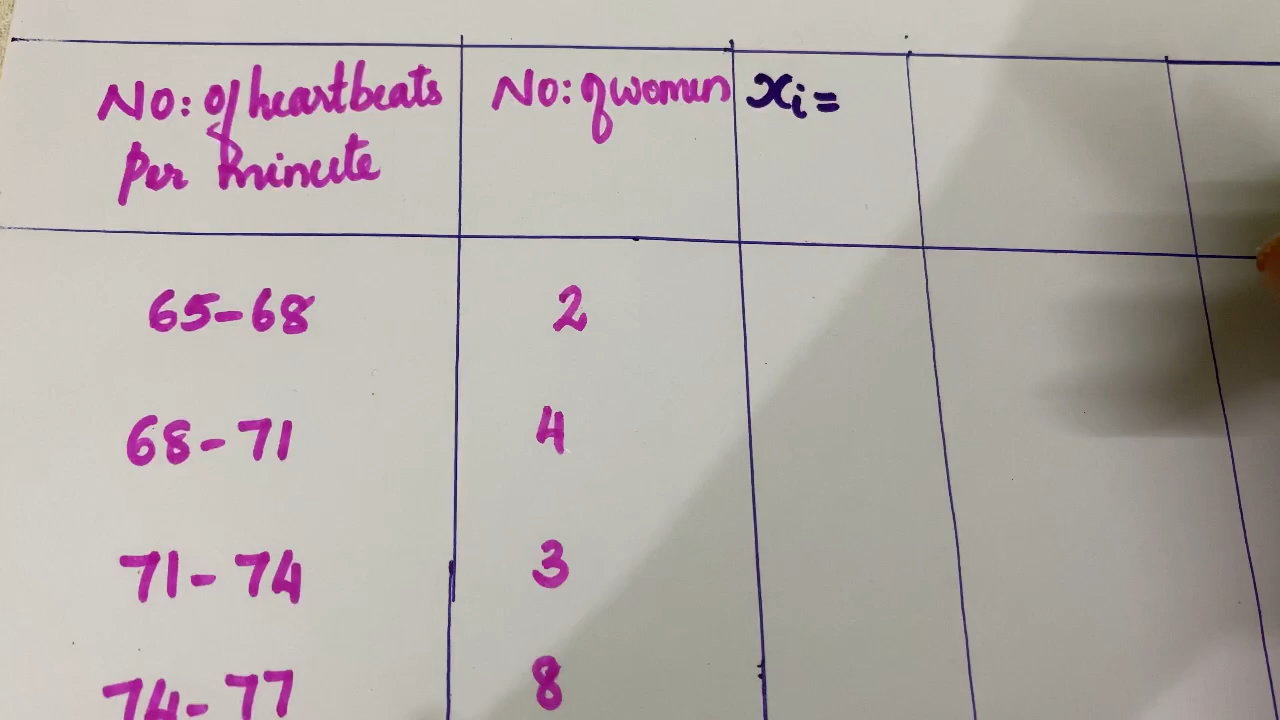 No: of heartbeats per minute
No: of women
xi =
65-68 2
68-71 4
71-74 3
74-77 8